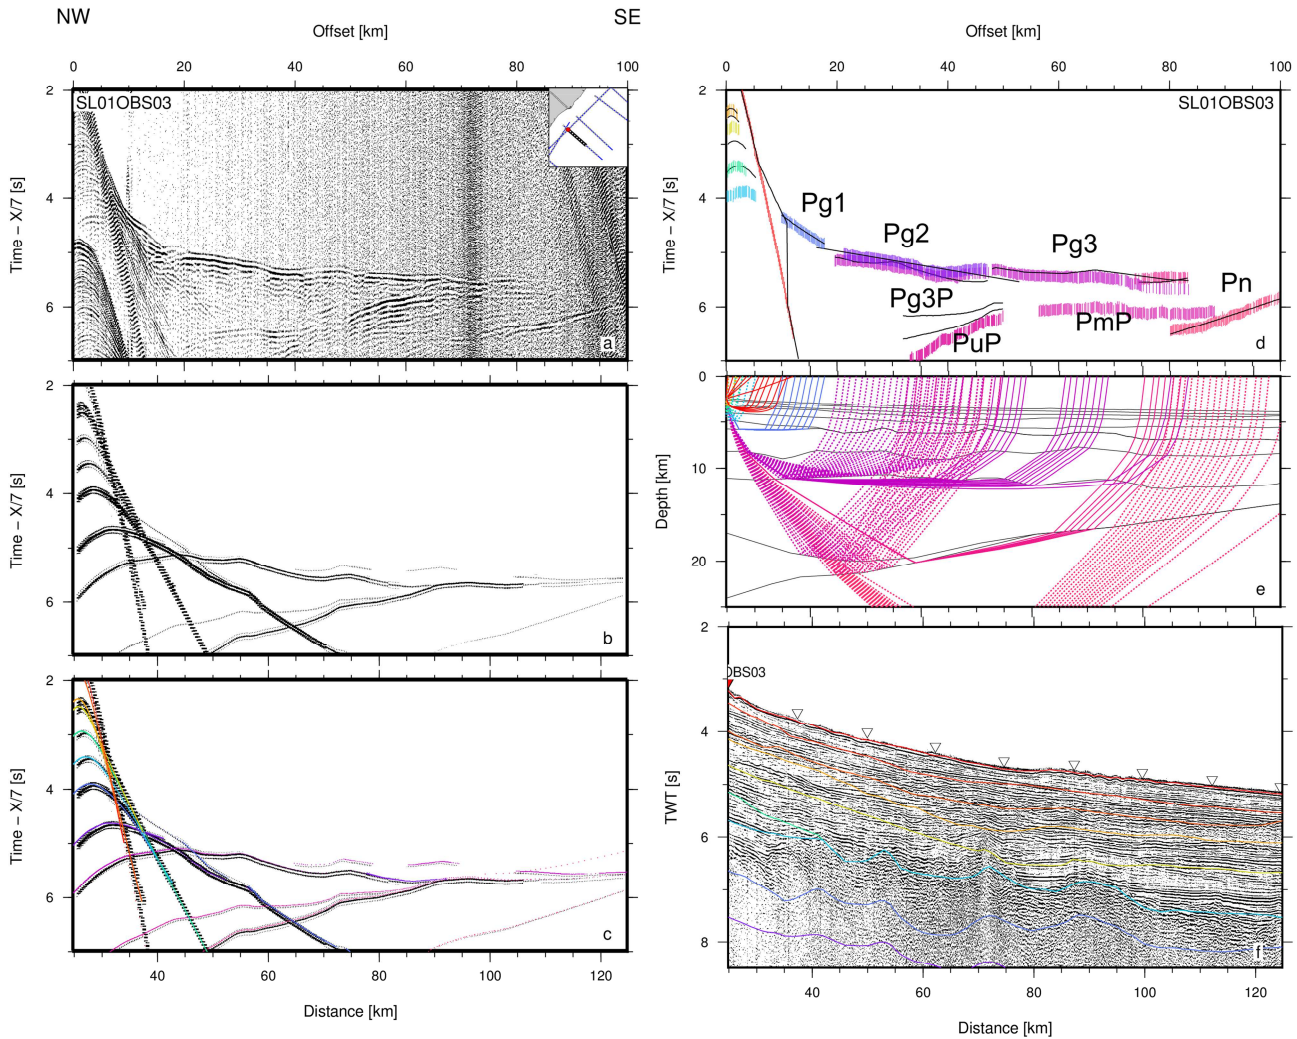 NW
SE
Offset [km]
0 20 40 60 80 100
SL01OBS03
2
4
6
Time − X/7 [s]
a
2
4
6
Time − X/7 [s]
b
2
4
6
Time − X/7 [s]
c
40 60 80 100 120
Distance [km]
Offset [km]
0 20 40 60 80 100
SL01OBS03
2
4
6
Time − X/7 [s]
Pg1
Pg2
Pg3
Pg3P
Pn
PmP
PuP
d
0
10
20
Depth [km]
e
2
OBS03
4
6
8
TWT [s]
f
40 60 80 100 120
Distance [km]